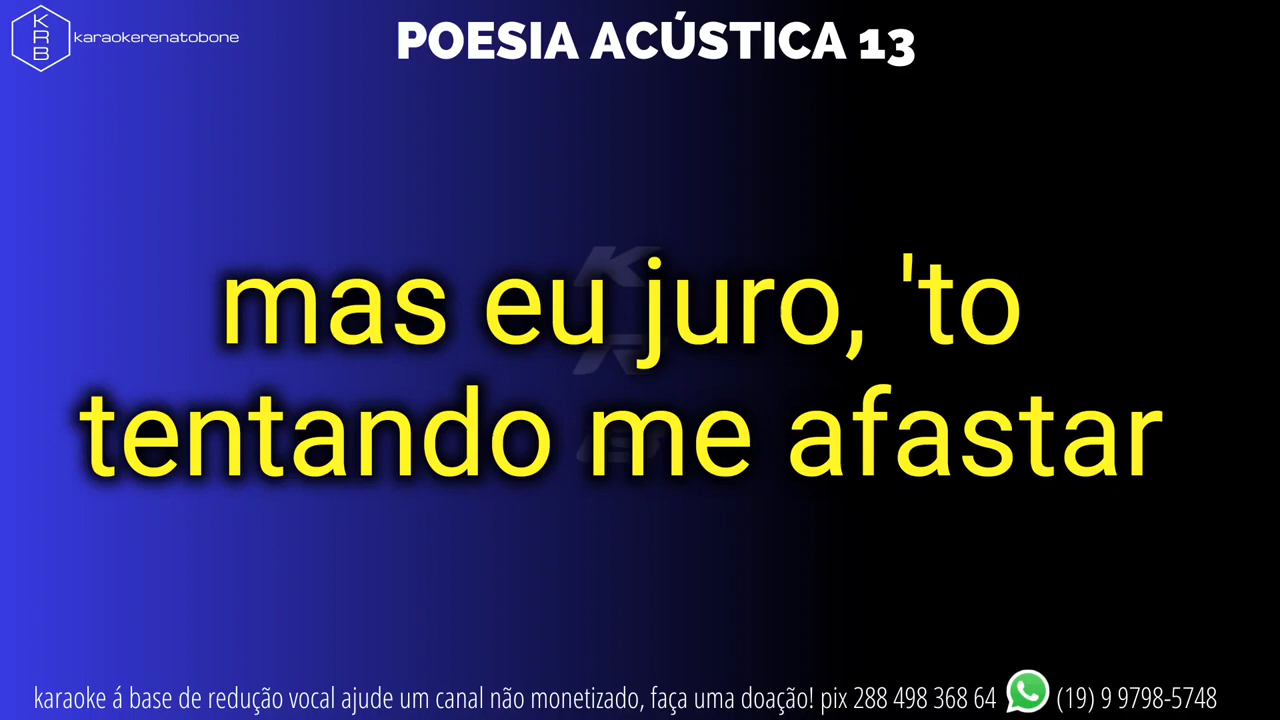 KRB
karaokerenatobone
POESIA ACÚSTICA 13
mas eu juro, 'to
tentando me afastar
karaoke á base de redução vocal ajude um canal não monetizado, faça uma doação! pix 288 498 368 64 (19) 9 9798-5748